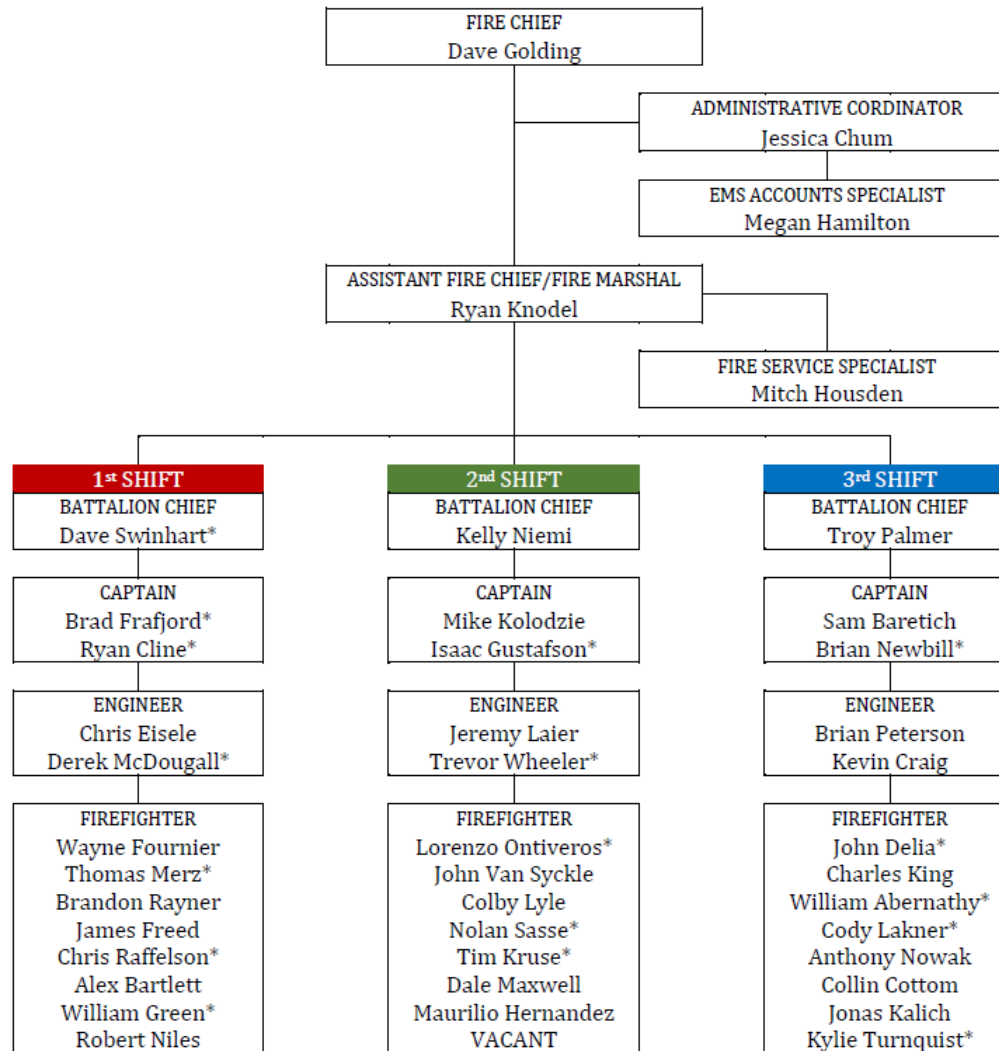 FIRE CHIEF
Dave Golding
ADMINISTRATIVE CORDINATOR
Jessica Chum
EMS ACCOUNTS SPECIALIST
Megan Hamilton
ASSISTANT FIRE CHIEF/FIRE MARSHAL
Ryan Knodel
FIRE SERVICE SPECIALIST
Mitch Housden
1st SHIFT
BATTALION CHIEF
Dave Swinhart*
CAPTAIN
Brad Frafjord*
Ryan Cline*
ENGINEER
Chris Eisele
Derek McDougall*
FIREFIGHTER
Wayne Fournier
Thomas Merz*
Brandon Rayner
James Freed
Chris Raffelson*
Alex Bartlett
William Green*
Robert Niles
2nd SHIFT
BATTALION CHIEF
Kelly Niemi
CAPTAIN
Mike Kolodzie
Isaac Gustafson*
ENGINEER
Jeremy Laier
Trevor Wheeler*
FIREFIGHTER
Lorenzo Ontiveros*
John Van Syckle
Colby Lyle
Nolan Sasse*
Tim Kruse*
Dale Maxwell
Maurilio Hernandez
VACANT
3rd SHIFT
BATTALION CHIEF
Troy Palmer
CAPTAIN
Sam Baretich
Brian Newbill*
ENGINEER
Brian Peterson
Kevin Craig
FIREFIGHTER
John Delia*
Charles King
William Abernathy*
Cody Lakner*
Anthony Nowak
Collin Cottom
Jonas Kalich
Kylie Turnquist*